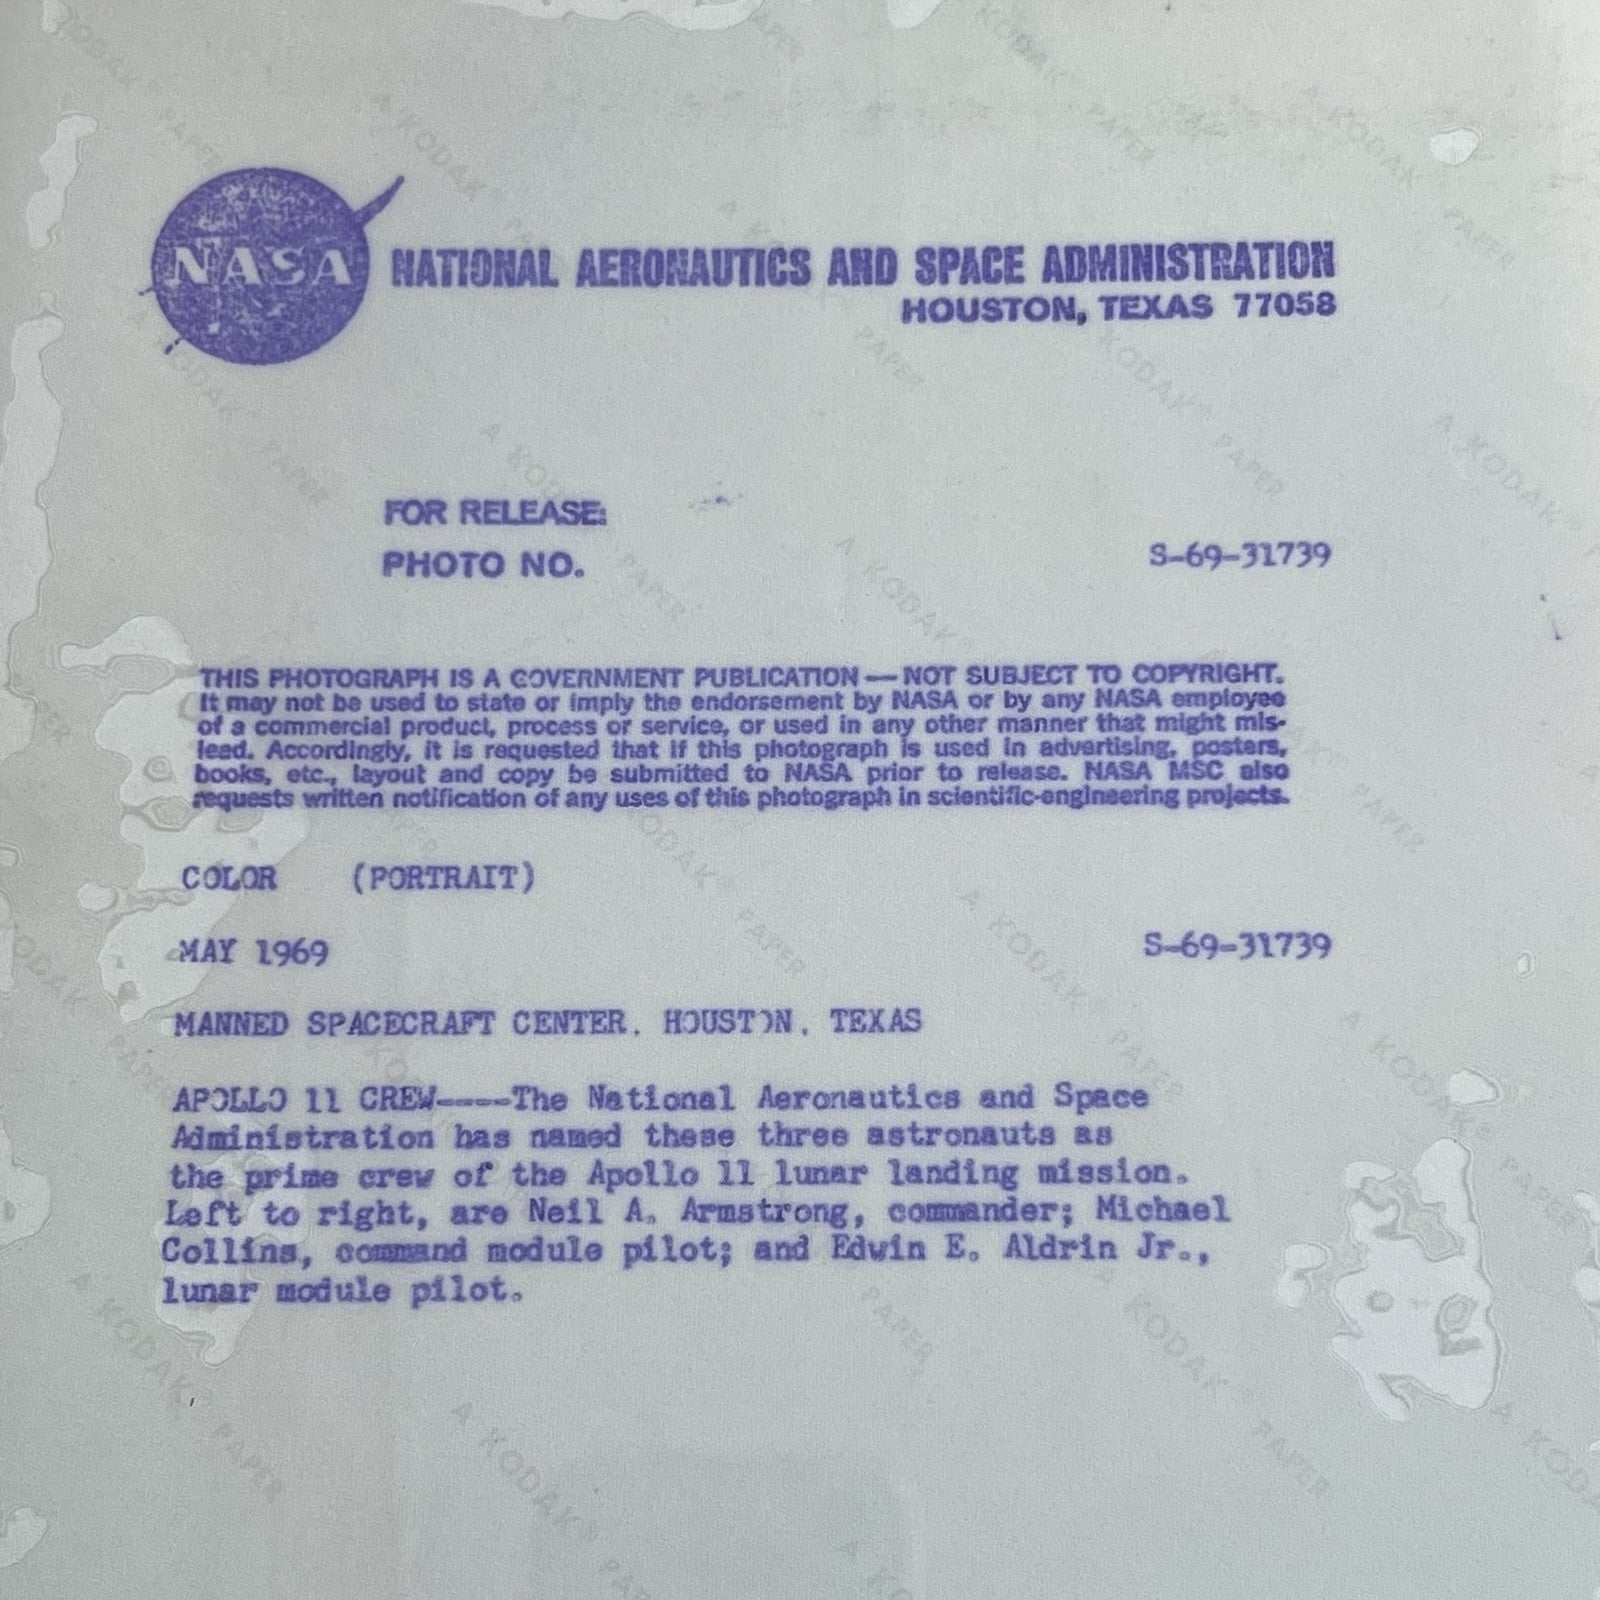 NASA
NATIONAL AERONAUTICS AND SPACE ADMINISTRATION
HOUSTON, TEXAS 77058
FOR RELEASE:
PHOTO NO. S-69-31739
THIS PHOTOGRAPH IS A GOVERNMENT PUBLICATION—NOT SUBJECT TO COPYRIGHT.
It may not be used to state or imply the endorsement by NASA or by any NASA employee
of a commercial product, process or service, or used in any other manner that might mis-
lead. Accordingly, it is requested that if this photograph is used in advertising, posters,
books, etc., layout and copy be submitted to NASA prior to release. NASA MSC also
requests written notification of any uses of this photograph in scientific-engineering projects.
COLOR (PORTRAIT)
MAY 1969 S-69-31739
MANNED SPACECRAFT CENTER, HOUSTON, TEXAS
APOLLO 11 CREW----The National Aeronautics and Space
Administration has named these three astronauts as
the prime crew of the Apollo 11 lunar landing mission.
Left to right, are Neil A. Armstrong, commander; Michael
Collins, command module pilot; and Edwin E. Aldrin Jr.,
lunar module pilot.
A KODAK® PAPER